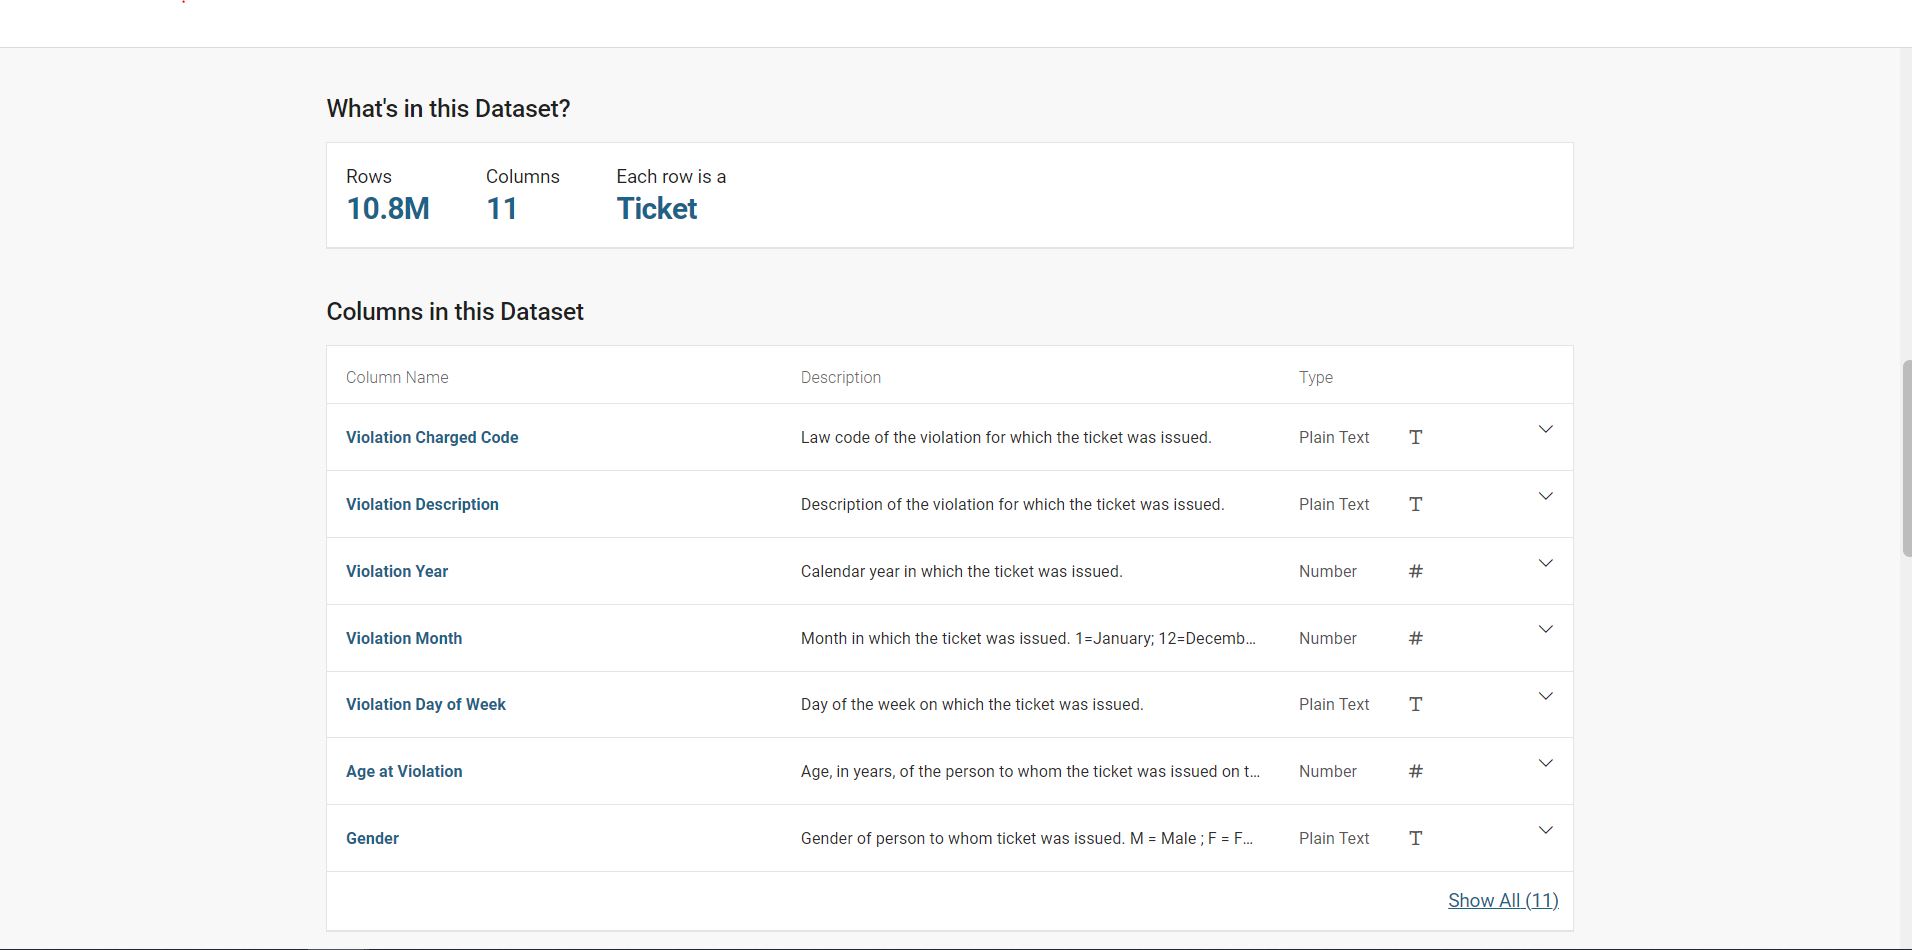 What's in this Dataset?
Rows Columns Each row is a
10.8M 11 Ticket
Columns in this Dataset
Column Name Description Type
Violation Charged Code Law code of the violation for which the ticket was issued. Plain Text T
Violation Description Description of the violation for which the ticket was issued. Plain Text T
Violation Year Calendar year in which the ticket was issued. Number #
Violation Month Month in which the ticket was issued. 1=January; 12=Decemb... Number #
Violation Day of Week Day of the week on which the ticket was issued. Plain Text T
Age at Violation Age, in years, of the person to whom the ticket was issued on t... Number #
Gender Gender of person to whom ticket was issued. M = Male ; F = F... Plain Text T
Show All (11)